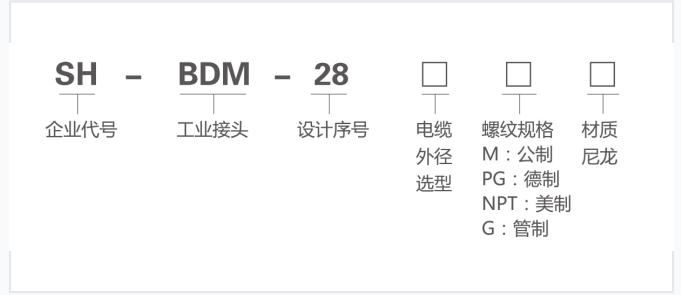 SH - BDM - 28 □ □ □
企业代号 工业接头 设计序号 电缆 螺纹规格 材质
外径 M：公制 尼龙
选型 PG：德制
NPT：美制
G：管制